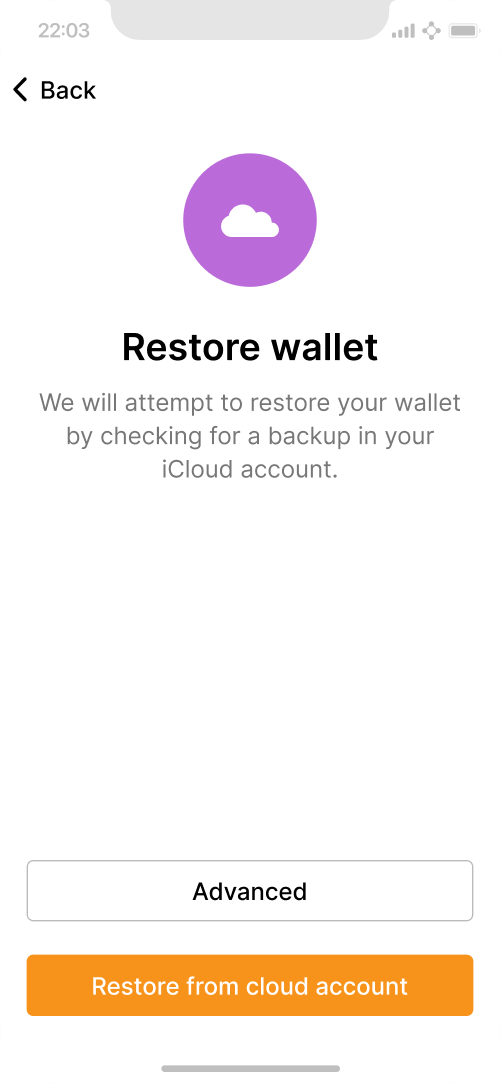 22:03
Back
Restore wallet
We will attempt to restore your wallet
by checking for a backup in your
iCloud account.
Advanced
Restore from cloud account